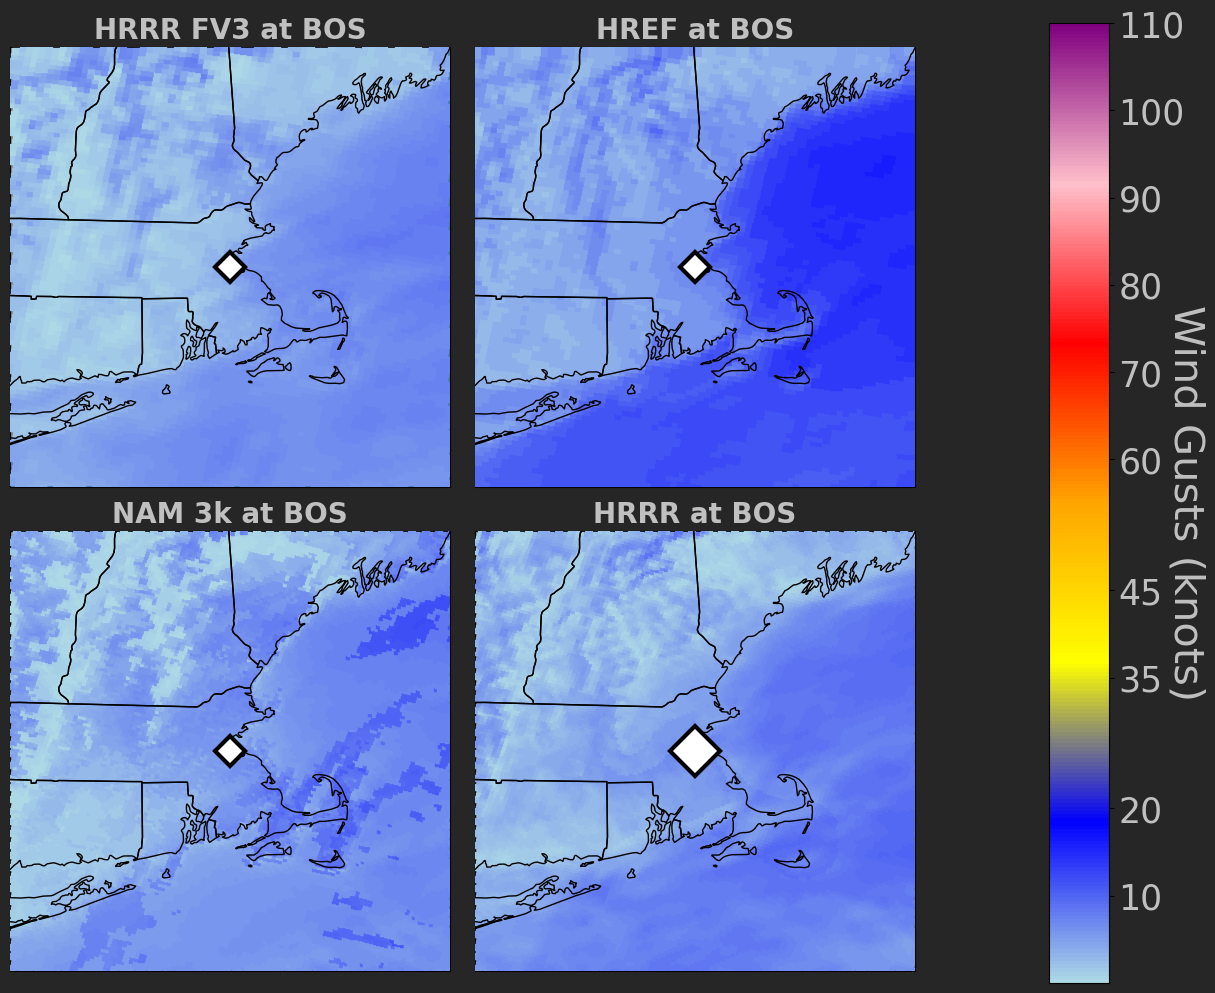 HRRR FV3 at BOS
HREF at BOS
NAM 3k at BOS
HRRR at BOS
110
100
90
80
70
60
45
35
20
10
Wind Gusts (knots)